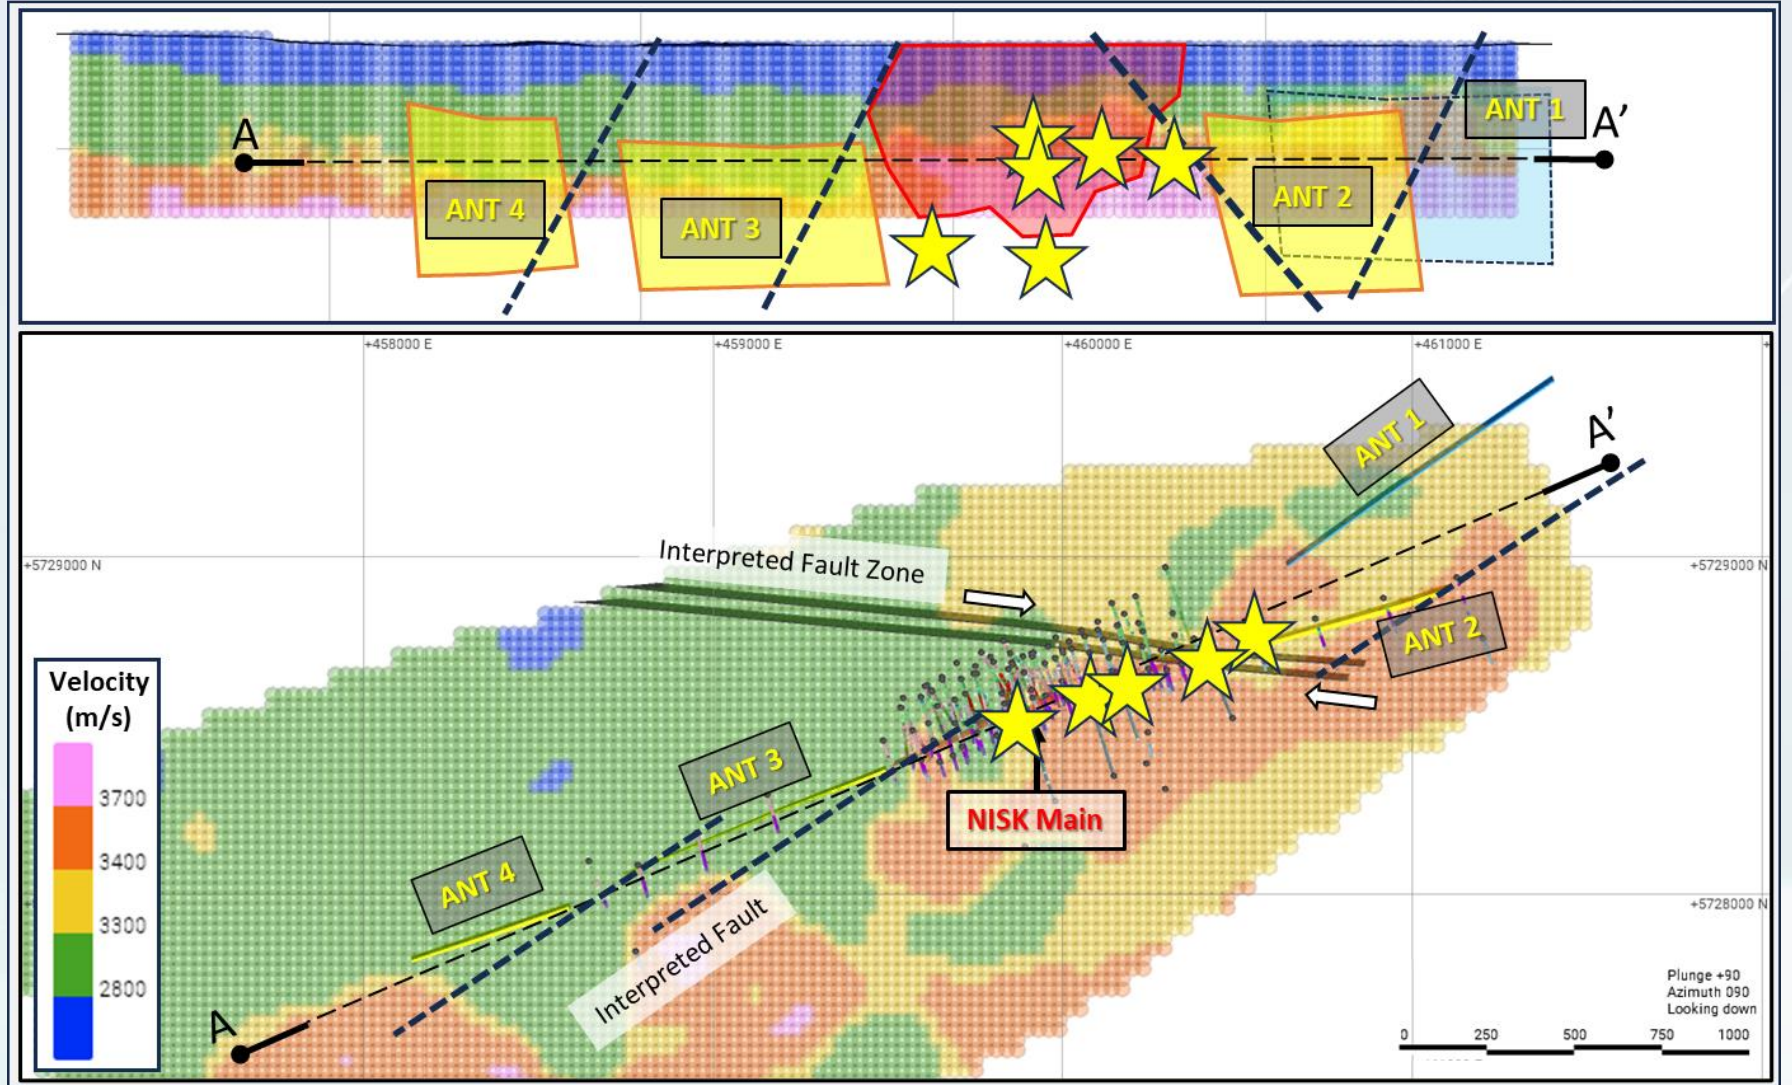 ANT 1
A
A'
ANT 4
ANT 3
ANT 2
+458000 E
+459000 E
+460000 E
+461000 E
ANT 1
A'
Interpreted Fault Zone
+5729000 N
+5729000 N
ANT 2
Velocity
(m/s)
3700
3400
3300
2800
ANT 3
NISK Main
ANT 4
Interpreted Fault
+5728000 N
A
Plunge +90
Azimuth 090
Looking down
0 250 500 750 1000